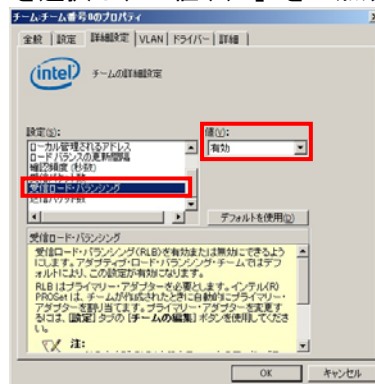 チーム:チーム番号0のプロパティ
全般
設定
詳細設定
VLAN
ドライバー
詳細
intel
チームの詳細設定
設定(S):
値(V):
ローカル管理されるアドレス
ロード バランスの更新間隔
確認頻度 (秒数)
受信ロード・バランシング
有効
デフォルトを使用(D)
受信ロード・バランシング
受信ロード・バランシング(RLB)を有効または無効にできるよう
にします。アダプティブ・ロード・バランシング・チームではデフ
ォルトにより、この設定が有効になります。
RLB はプライマリー・アダプターを必要とします。インテル(R)
PROSet は、チームが作成されたときに自動的にプライマリー・
アダプターを割り当てます。プライマリー・アダプターを変更す
るには、[設定] タブの [チームの編集] ボタンを使用してくださ
い。
注:
OK
キャンセル